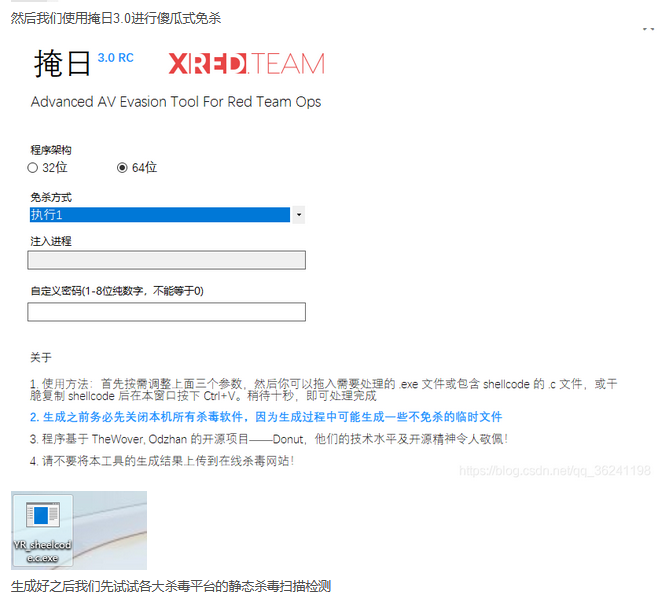 然后我们使用掩日3.0进行傻瓜式免杀
掩日 3.0 RC XRED.TEAM
Advanced AV Evasion Tool For Red Team Ops
程序架构
32位 64位
免杀方式
执行1
注入进程
自定义密码(1-8位纯数字，不能等于0)
关于
1. 使用方法：首先按需调整上面三个参数，然后你可以拖入需要处理的 .exe 文件或包含 shellcode 的 .c 文件，或干
脆复制 shellcode 后在本窗口按下 Ctrl+V。稍待十秒，即可处理完成
2. 生成之前务必先关闭本机所有杀毒软件，因为生成过程中可能生成一些不免杀的临时文件
3. 程序基于 TheWover, Odzhan 的开源项目——Donut，他们的技术水平及开源精神令人敬佩！
4. 请不要将本工具的生成结果上传到在线杀毒网站！
https://blog.csdn.net/qq_36241198
YR_sheelcod
e.c.exe
生成好之后我们先试试各大杀毒平台的静态杀毒扫描检测